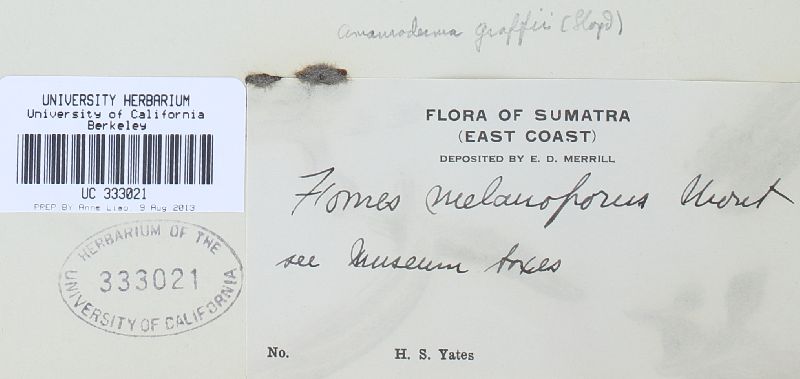 Amauroderma graffii (Lloyd)
UNIVERSITY HERBARIUM
University of California
Berkeley
UC 333021
PREP BY Anne Liao, 9 Aug 2013
HERBARIUM OF THE
333021
UNIVERSITY OF CALIFORNIA
FLORA OF SUMATRA
(EAST COAST)
DEPOSITED BY E. D. MERRILL
Fomes melanoporus Mont
see Museum boxes
No. H. S. Yates